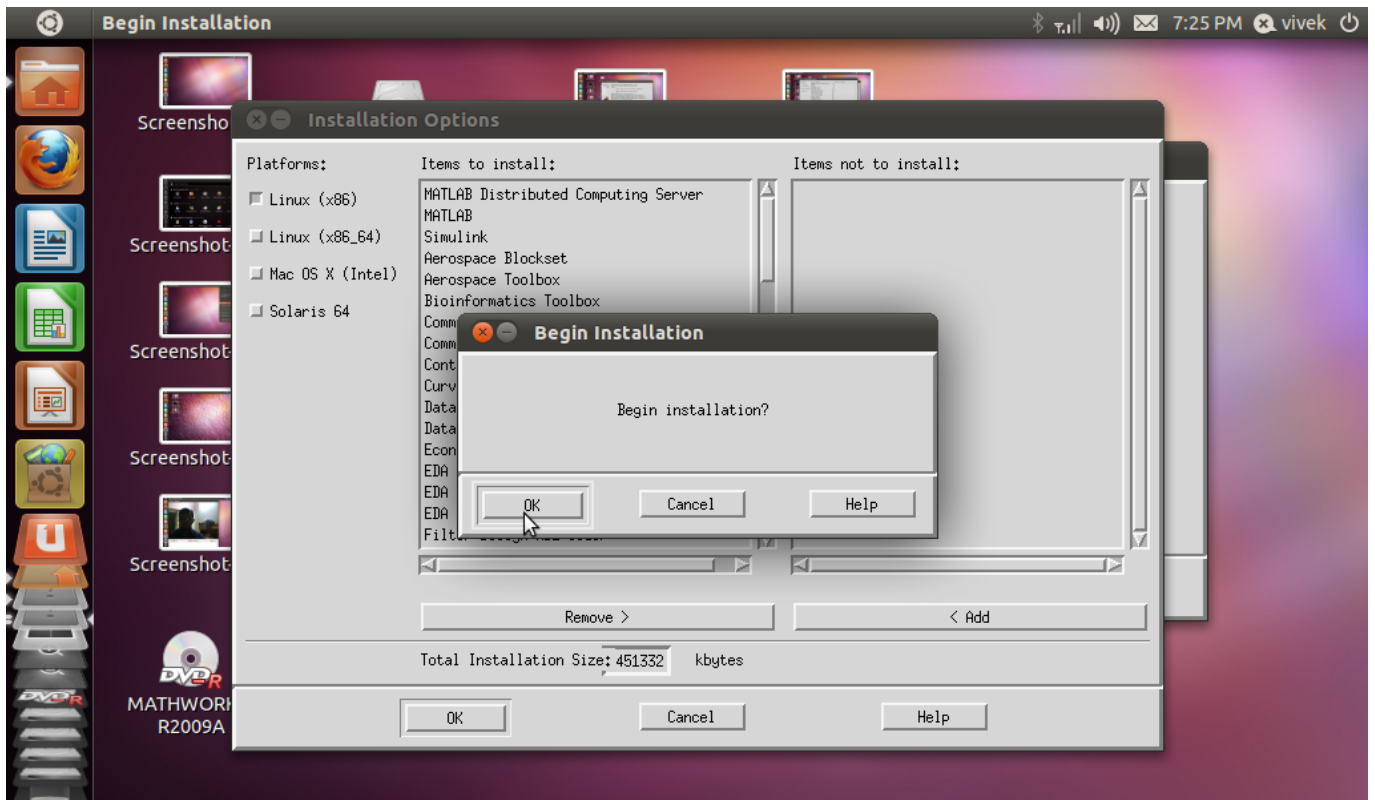 Begin Installation
7:25 PM
vivek
Screensho
Installation Options
Platforms:
Items to install:
Items not to install:
Linux (x86)
Linux (x86_64)
Mac OS X (Intel)
Solaris 64
MATLAB Distributed Computing Server
MATLAB
Simulink
Aerospace Blockset
Aerospace Toolbox
Bioinformatics Toolbox
Comm
Comm
Cont
Curv
Data
Data
Econ
EDA
EDA
EDA
Begin Installation
Begin installation?
OK
Cancel
Help
Screenshot-
Screenshot-
Screenshot-
Screenshot-
Remove >
< Add
Total Installation Size: 451332 kbytes
OK
Cancel
Help
DVD R
MATHWOR
R2009A